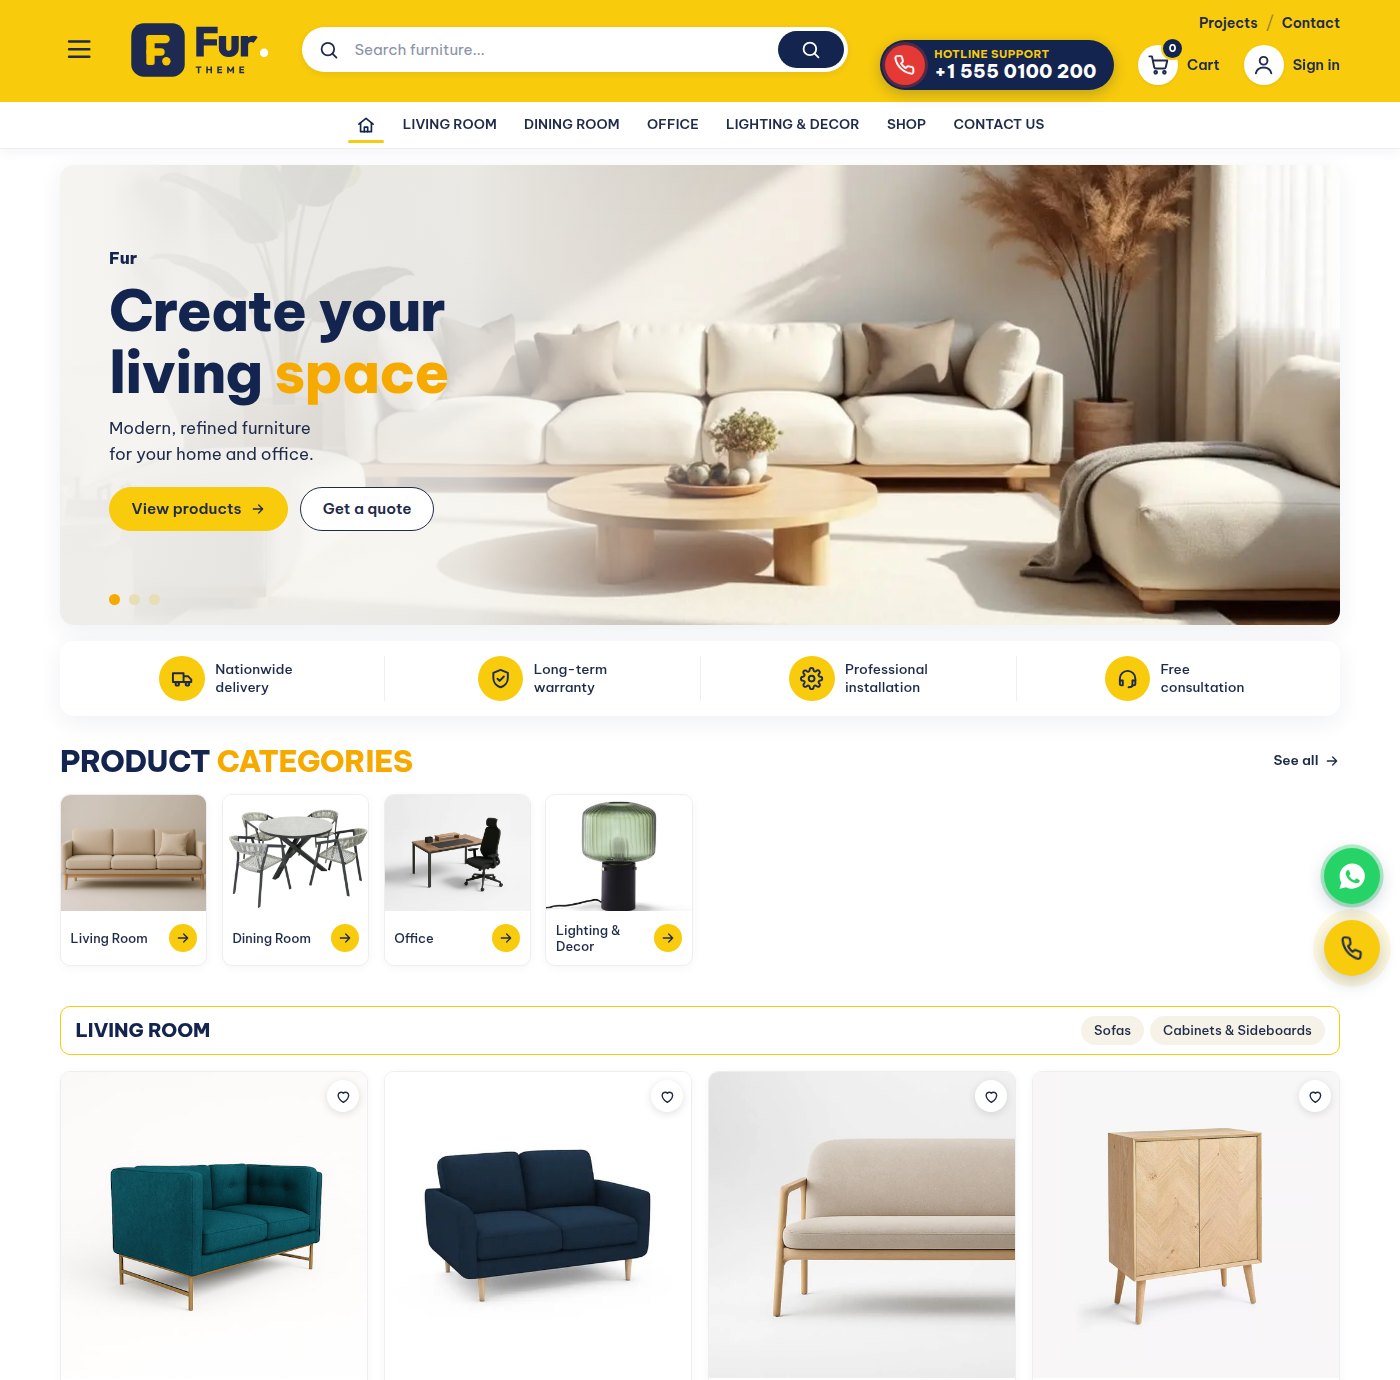 Projects / Contact
Fur.
THEME
Search furniture...
HOTLINE SUPPORT
+1 555 0100 200
0
Cart
Sign in
LIVING ROOM
DINING ROOM
OFFICE
LIGHTING & DECOR
SHOP
CONTACT US
Fur
Create your
living space
Modern, refined furniture
for your home and office.
View products →
Get a quote
Nationwide
delivery
Long-term
warranty
Professional
installation
Free
consultation
PRODUCT CATEGORIES
See all →
Living Room
Dining Room
Office
Lighting &
Decor
LIVING ROOM
Sofas
Cabinets & Sideboards